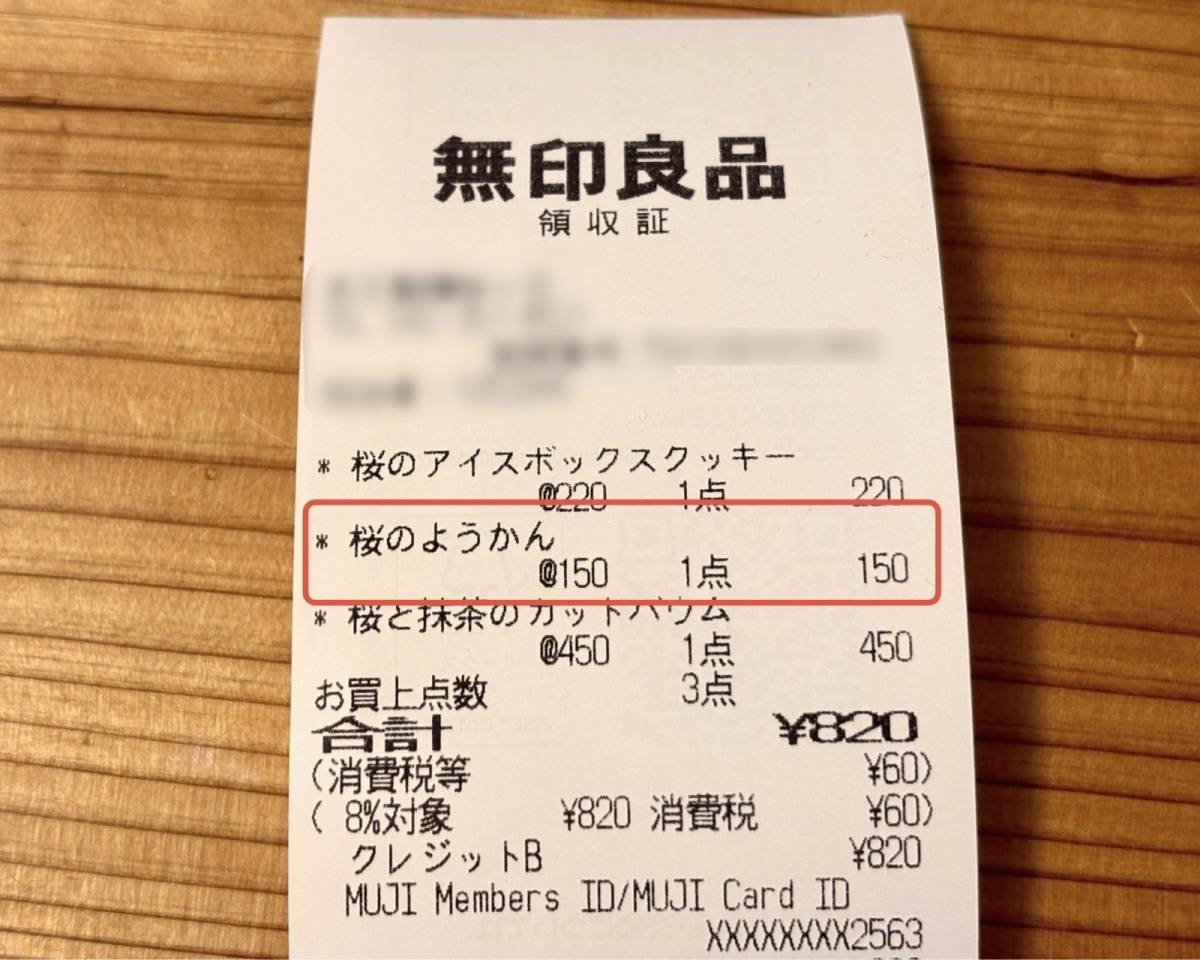 無印良品
領収証
* 桜のアイスボックスクッキー
@220 1点 220
* 桜のようかん
@150 1点 150
* 桜と抹茶のカットバウム
@450 1点 450
お買上点数 3点
合計 ¥820
(消費税等 ¥60)
( 8%対象 ¥820 消費税 ¥60)
クレジットB ¥820
MUJI Members ID/MUJI Card ID
XXXXXXXX2563